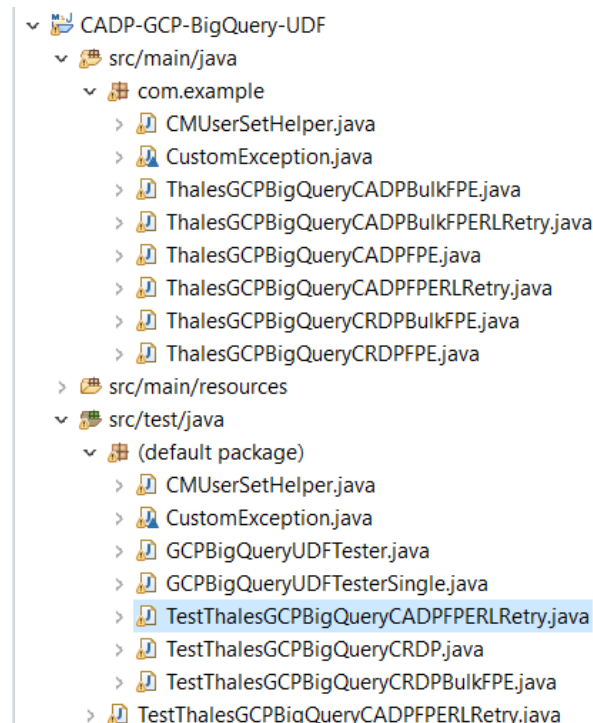 CADP-GCP-BigQuery-UDF
src/main/java
com.example
CMUserSetHelper.java
CustomException.java
ThalesGCPBigQueryCADPBulkFPE.java
ThalesGCPBigQueryCADPBulkFPERLRetry.java
ThalesGCPBigQueryCADPFPE.java
ThalesGCPBigQueryCADPFPERLRetry.java
ThalesGCPBigQueryCRDPBulkFPE.java
ThalesGCPBigQueryCRDPFPE.java
src/main/resources
src/test/java
(default package)
CMUserSetHelper.java
CustomException.java
GCPBigQueryUDFTester.java
GCPBigQueryUDFTesterSingle.java
TestThalesGCPBigQueryCADPFPERLRetry.java
TestThalesGCPBigQueryCRDP.java
TestThalesGCPBigQueryCRDPBulkFPE.java
TestThalesGCPBigQueryCADPFPERLRetry.java